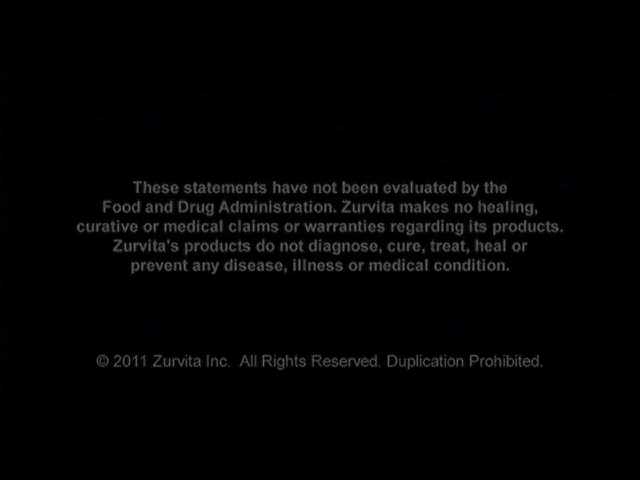 These statements have not been evaluated by the
Food and Drug Administration. Zurvita makes no healing,
curative or medical claims or warranties regarding its products.
Zurvita's products do not diagnose, cure, treat, heal or
prevent any disease, illness or medical condition.
© 2011 Zurvita Inc.  All Rights Reserved. Duplication Prohibited.